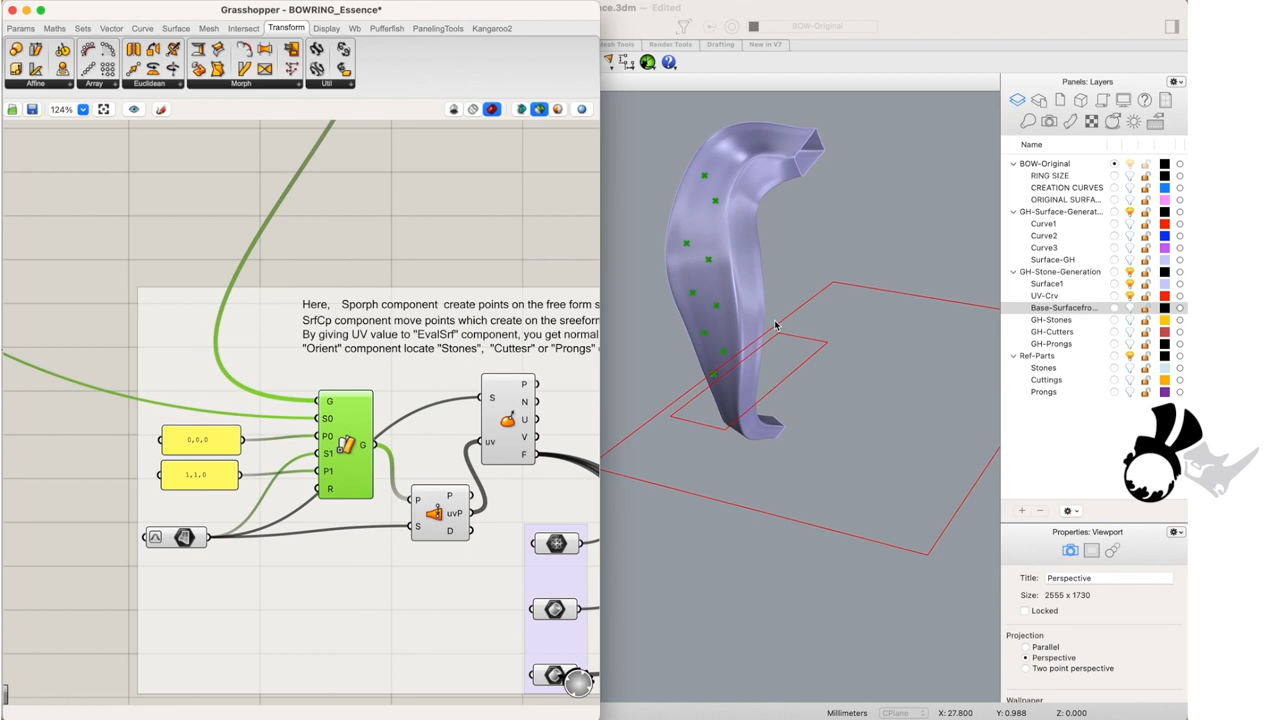 Grasshopper - BOWRING_Essence*
ce.3dm — Edited
Params Maths Sets Vector Curve Surface Mesh Intersect Transform Display Wb Pufferfish PanelingTools Kangaroo2
BOW-Original
Mesh Tools Render Tools Drafting New in V7
Affine Array Euclidean Morph Util
124%
Panels: Layers
Name
BOW-Original
RING SIZE
CREATION CURVES
ORIGINAL SURFA...
GH-Surface-Generat...
Curve1
Curve2
Curve3
Surface-GH
GH-Stone-Generation
Surface1
UV-Crv
Base-Surfacefro...
GH-Stones
GH-Cutters
GH-Prongs
Ref-Parts
Stones
Cuttings
Prongs
Here, Sporph component create points on the free form s
SrfCp component move points which create on the sreeform
By giving UV value to "EvalSrf" component, you get normal
"Orient" component locate "Stones", "Cuttesr" or "Prongs"
G
S0
P0
S1
P1
R
G
0,0,0
1,1,0
S
uv
P
N
U
V
F
P
S
P
uvP
D
Properties: Viewport
Title: Perspective
Size: 2555 x 1730
Locked
Projection
Parallel
Perspective
Two point perspective
Wallpaper
Millimeters CPlane X: 27.800 Y: 0.988 Z: 0.000